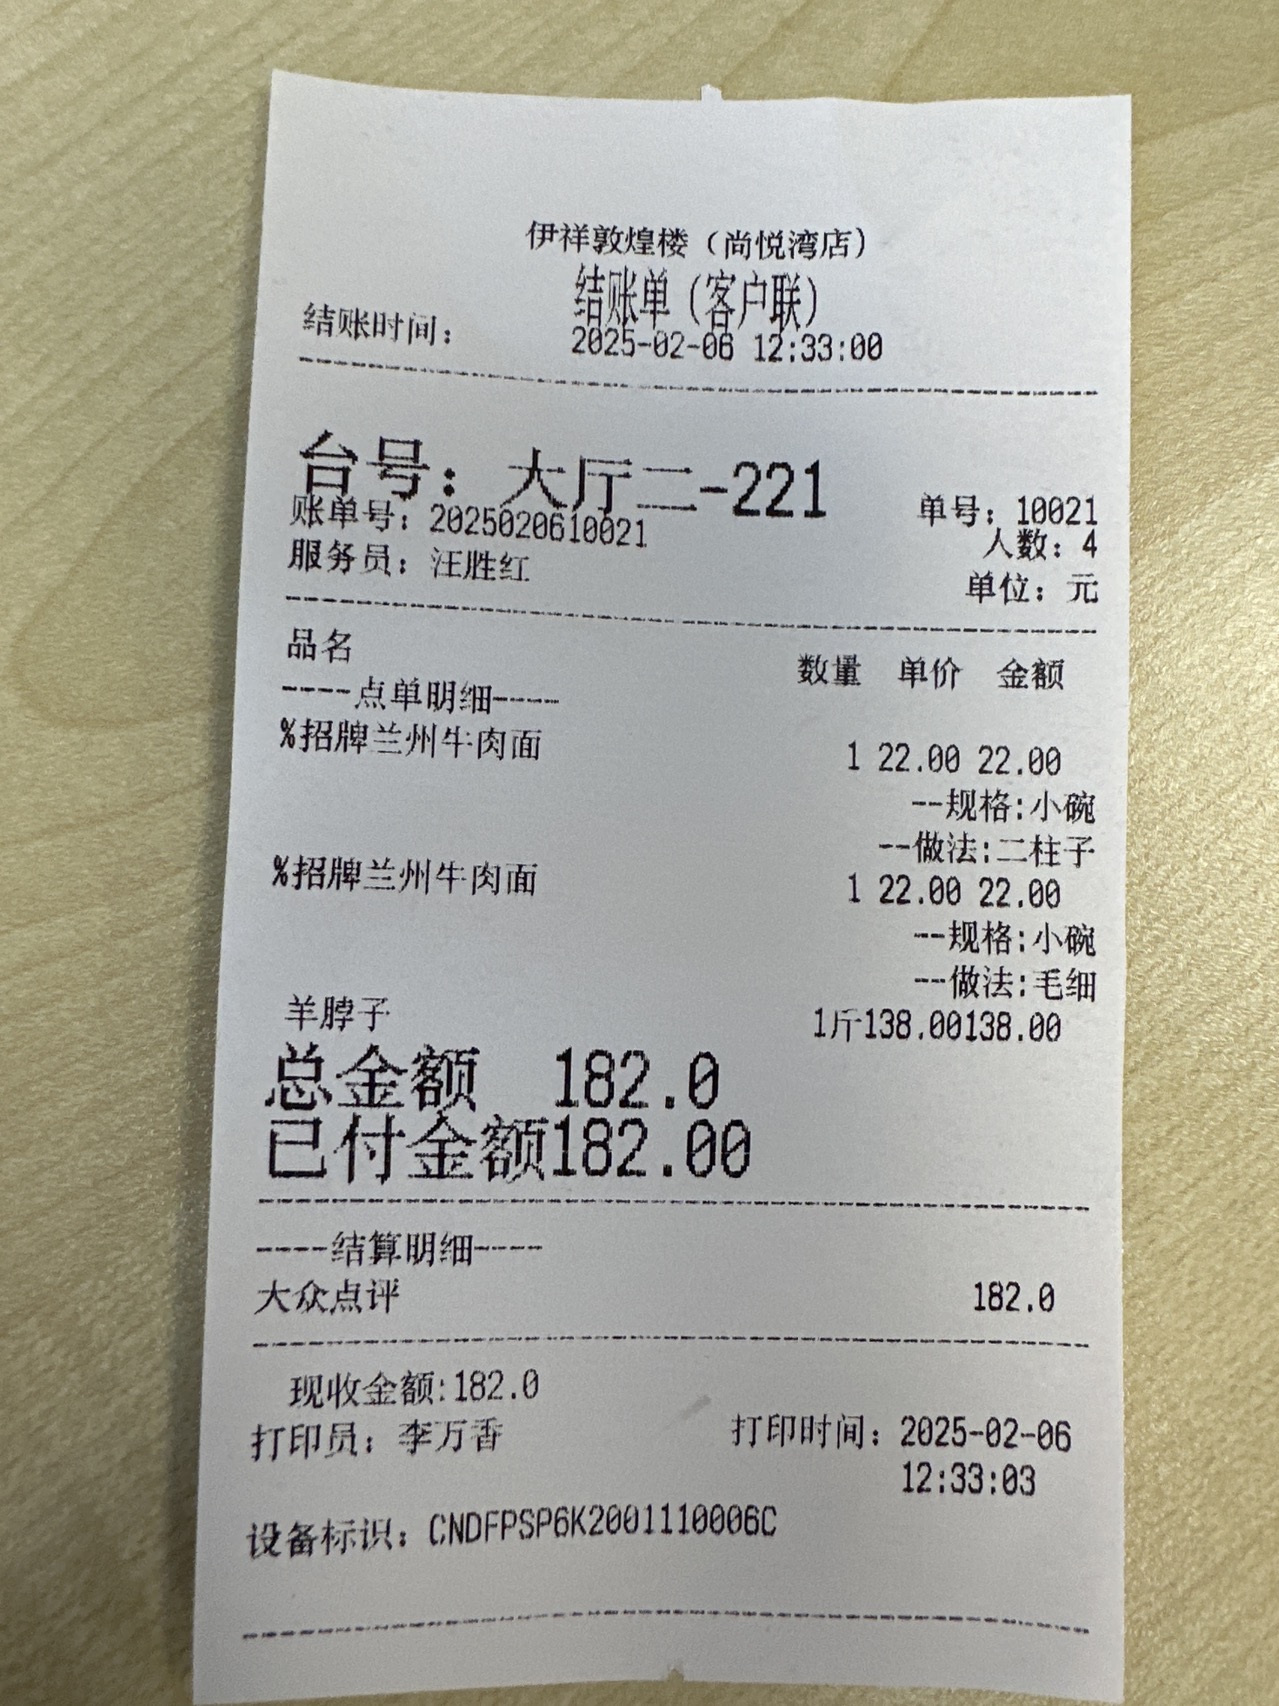 伊祥敦煌楼（尚悦湾店）
结账单（客户联）
结账时间： 2025-02-06 12:33:00
台号：大厅二-221
单号：10021
账单号：2025020610021
人数：4
服务员：汪胜红
单位：元
品名 数量 单价 金额
----点单明细----
%招牌兰州牛肉面 1 22.00 22.00
--规格:小碗
--做法:二柱子
%招牌兰州牛肉面 1 22.00 22.00
--规格:小碗
--做法:毛细
羊脖子 1斤138.00138.00
总金额 182.0
已付金额182.00
----结算明细----
大众点评 182.0
现收金额:182.0
打印员：李万香 打印时间：2025-02-06
12:33:03
设备标识：CNDFPSP6K2001110006C